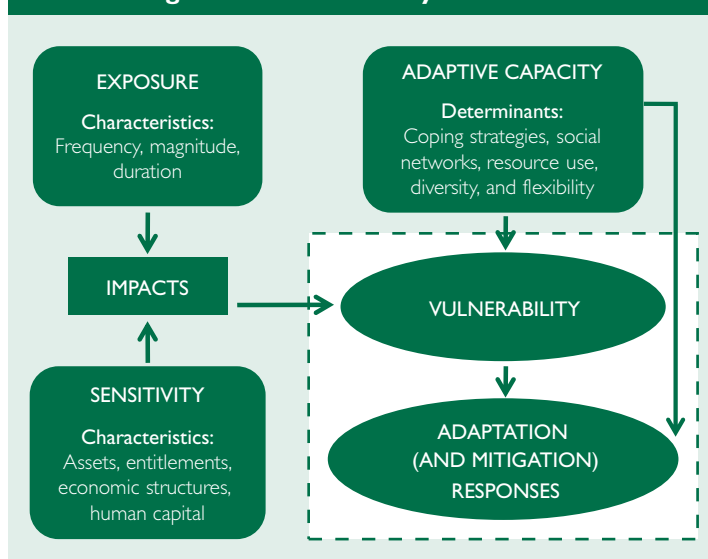 EXPOSURE
Characteristics:
Frequency, magnitude,
duration
ADAPTIVE CAPACITY
Determinants:
Coping strategies, social
networks, resource use,
diversity, and flexibility
IMPACTS
VULNERABILITY
SENSITIVITY
Characteristics:
Assets, entitlements,
economic structures,
human capital
ADAPTATION
(AND MITIGATION)
RESPONSES